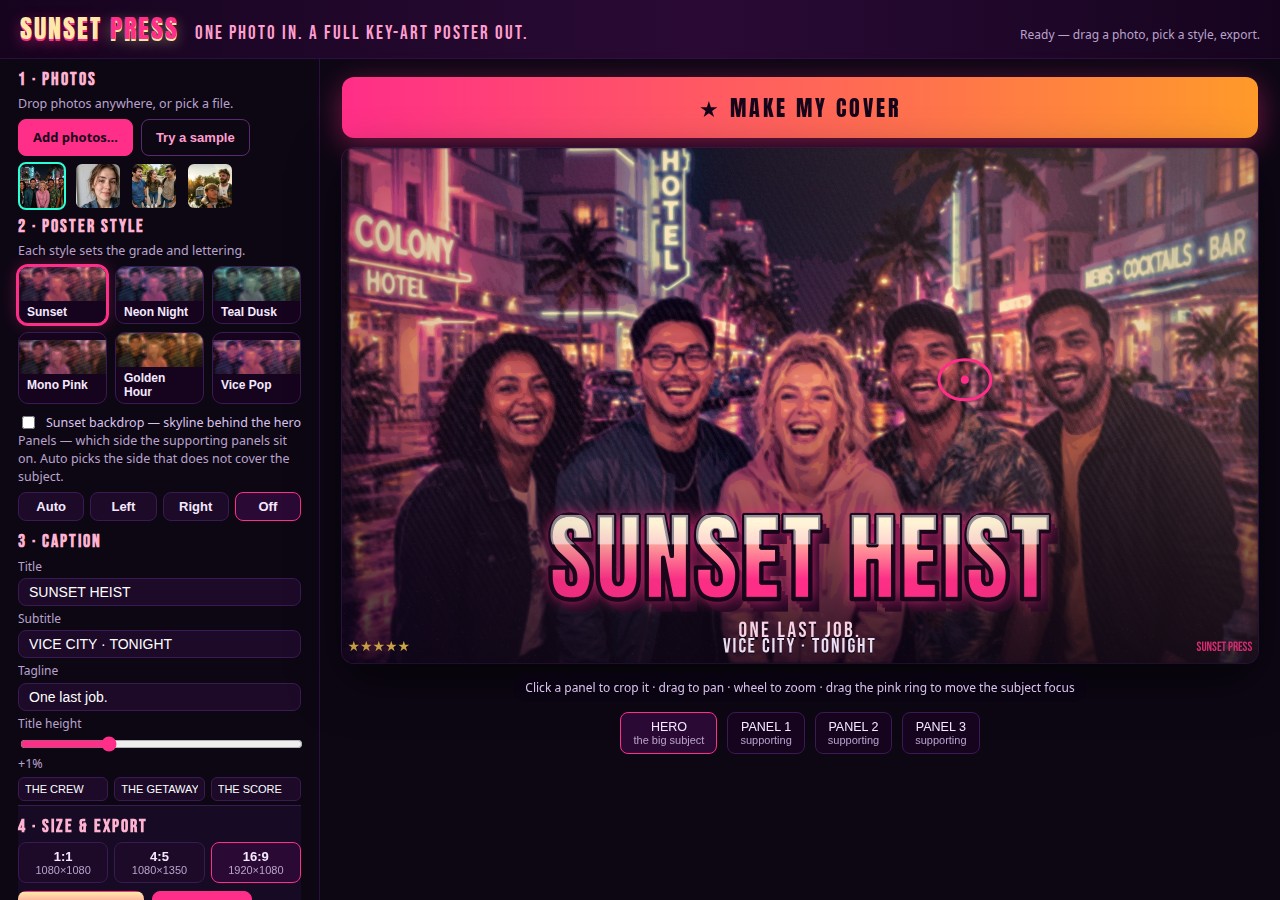 SUNSET PRESS ONE PHOTO IN. A FULL KEY-ART POSTER OUT.
Ready — drag a photo, pick a style, export.
1 · PHOTOS
Drop photos anywhere, or pick a file.
Add photos... Try a sample
2 · POSTER STYLE
Each style sets the grade and lettering.
Sunset Neon Night Teal Dusk
Mono Pink Golden Hour Vice Pop
Sunset backdrop — skyline behind the hero
Panels — which side the supporting panels sit
on. Auto picks the side that does not cover the
subject.
Auto Left Right Off
3 · CAPTION
Title
SUNSET HEIST
Subtitle
VICE CITY · TONIGHT
Tagline
One last job.
Title height
+1%
THE CREW THE GETAWAY THE SCORE
4 · SIZE & EXPORT
1:1 4:5 16:9
1080×1080 1080×1350 1920×1080
★ MAKE MY COVER
COLONY
HOTEL
HOTEL
NEWS · COCKTAILS · BAR
SUNSET HEIST
ONE LAST JOB.
VICE CITY · TONIGHT
★★★★★
SUNSET PRESS
Click a panel to crop it · drag to pan · wheel to zoom · drag the pink ring to move the subject focus
HERO PANEL 1 PANEL 2 PANEL 3
the big subject supporting supporting supporting